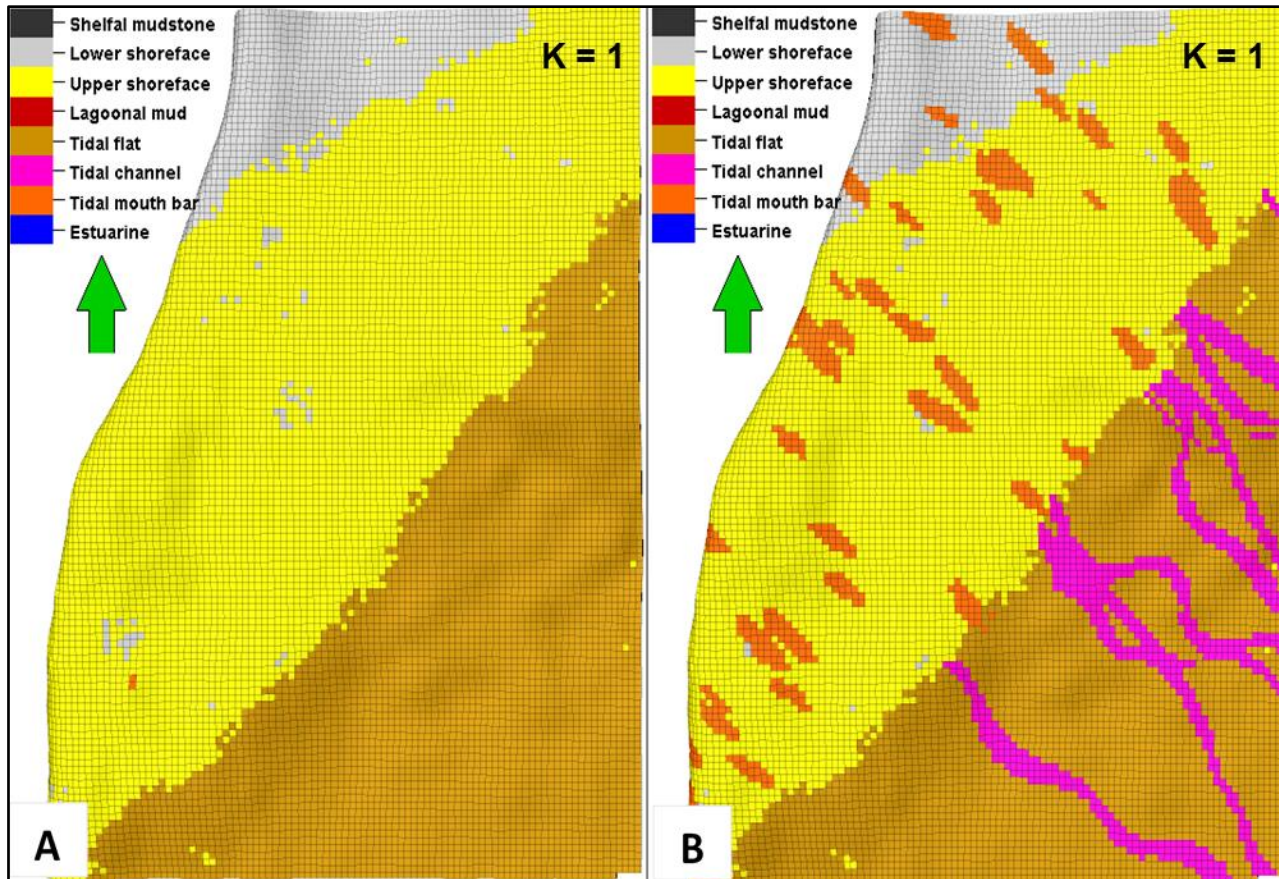 Shelfal mudstone
Lower shoreface
Upper shoreface
Lagoonal mud
Tidal flat
Tidal channel
Tidal mouth bar
Estuarine
K = 1
A
Shelfal mudstone
Lower shoreface
Upper shoreface
Lagoonal mud
Tidal flat
Tidal channel
Tidal mouth bar
Estuarine
K = 1
B